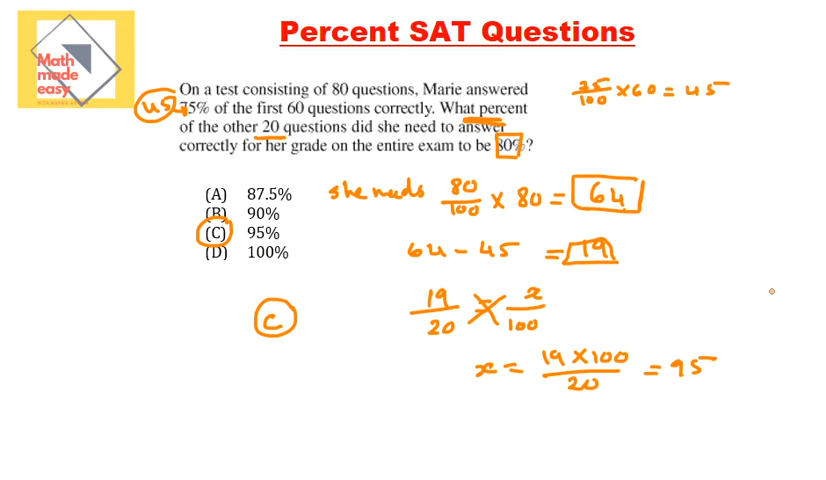 Percent SAT Questions
Math
made
easy
On a test consisting of 80 questions, Marie answered
75% of the first 60 questions correctly. What percent
of the other 20 questions did she need to answer
correctly for her grade on the entire exam to be 80%?
45
75/100 × 60 = 45
(A) 87.5%
(B) 90%
(C) 95%
(D) 100%
she needs 80/100 × 80 = 64
64 - 45 = 19
19/20 = x/100
C
x = 19 × 100/20 = 95